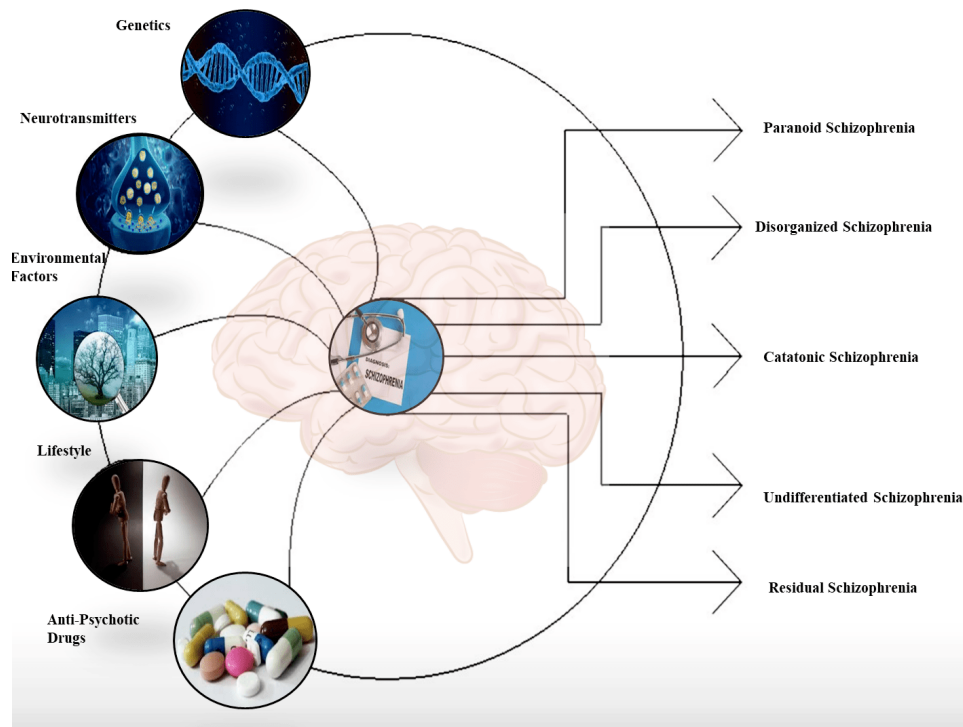 Genetics
Neurotransmitters
Environmental
Factors
Lifestyle
Anti-Psychotic
Drugs
DIAGNOSIS:
SCHIZOPHRENIA
Paranoid Schizophrenia
Disorganized Schizophrenia
Catatonic Schizophrenia
Undifferentiated Schizophrenia
Residual Schizophrenia